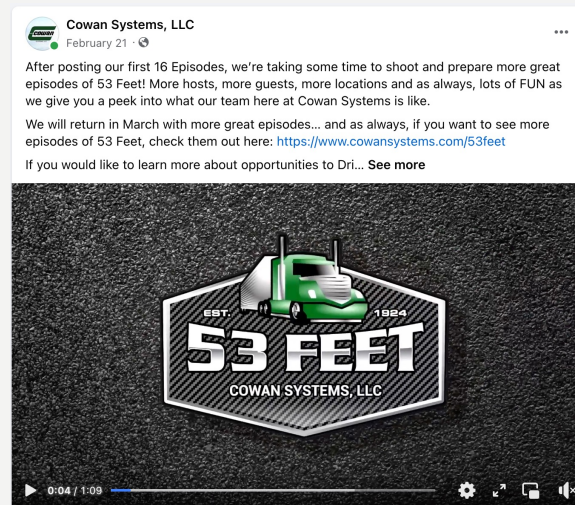 Cowan Systems, LLC
COWAN
February 21 ·
After posting our first 16 Episodes, we're taking some time to shoot and prepare more great
episodes of 53 Feet! More hosts, more guests, more locations and as always, lots of FUN as
we give you a peek into what our team here at Cowan Systems is like.
We will return in March with more great episodes... and as always, if you want to see more
episodes of 53 Feet, check them out here: https://www.cowansystems.com/53feet
If you would like to learn more about opportunities to Dri... See more
EST. 1924
53 FEET
COWAN SYSTEMS, LLC
0:04 / 1:09